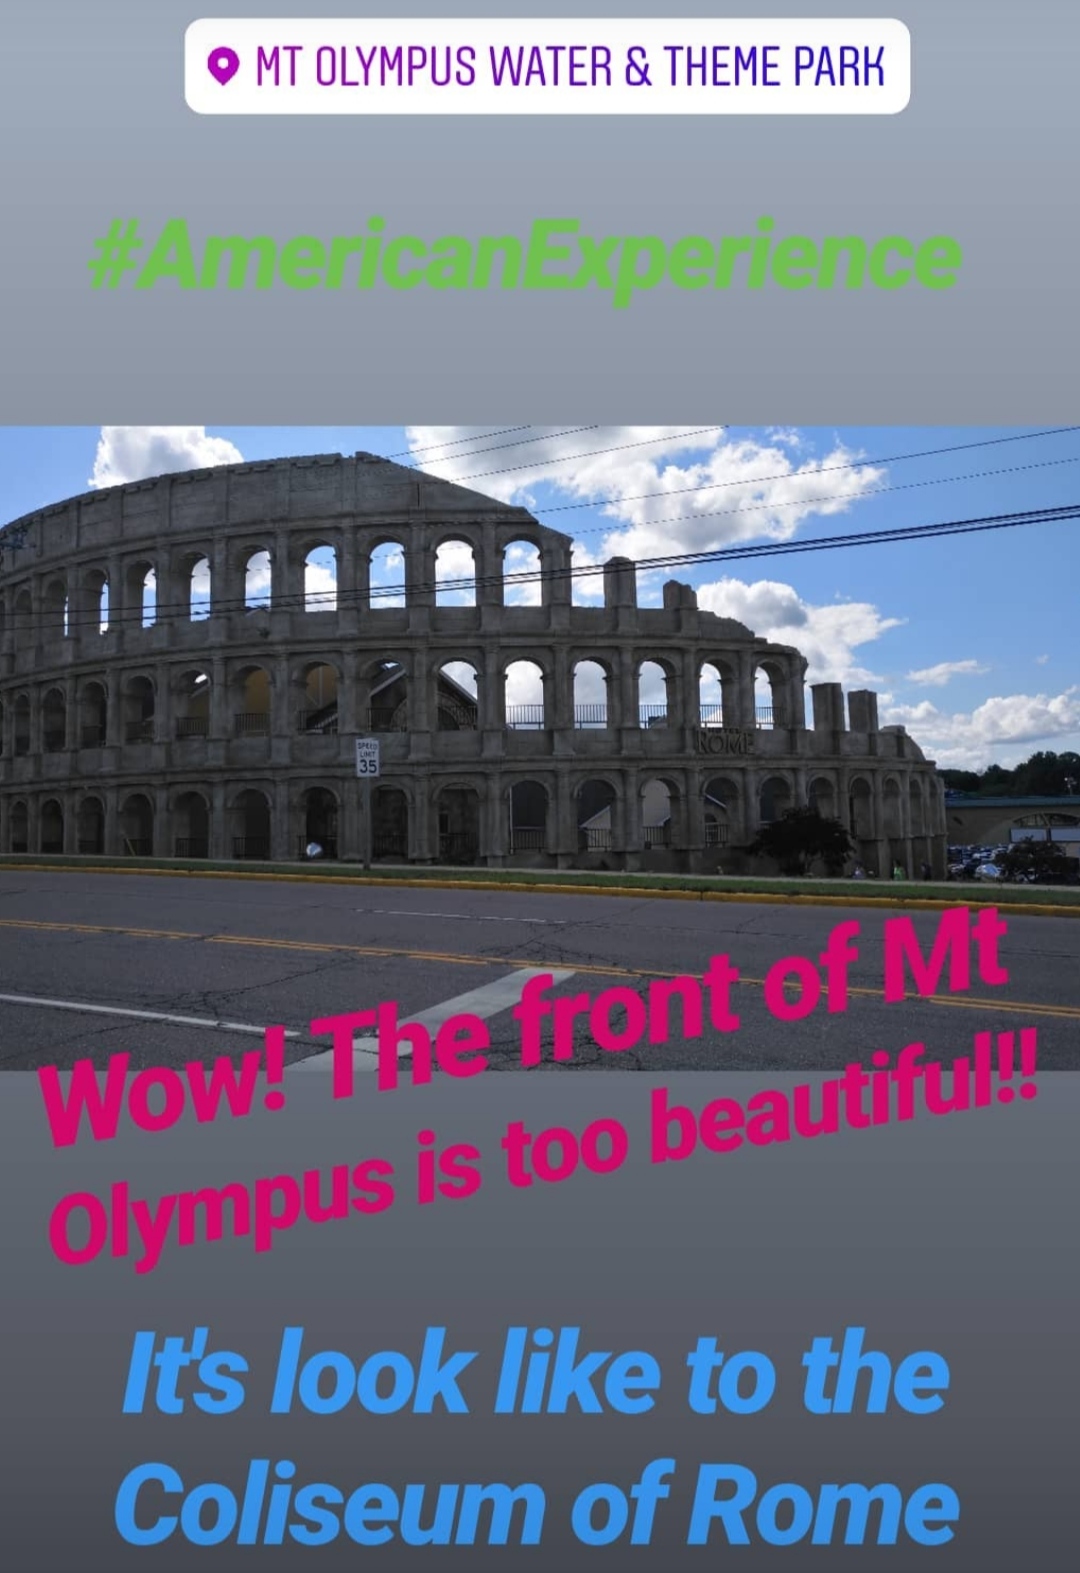 MT OLYMPUS WATER & THEME PARK
#AmericanExperience
ROME
SPEED
LIMIT
35
Wow! The front of Mt
Olympus is too beautiful!!
It's look like to the
Coliseum of Rome